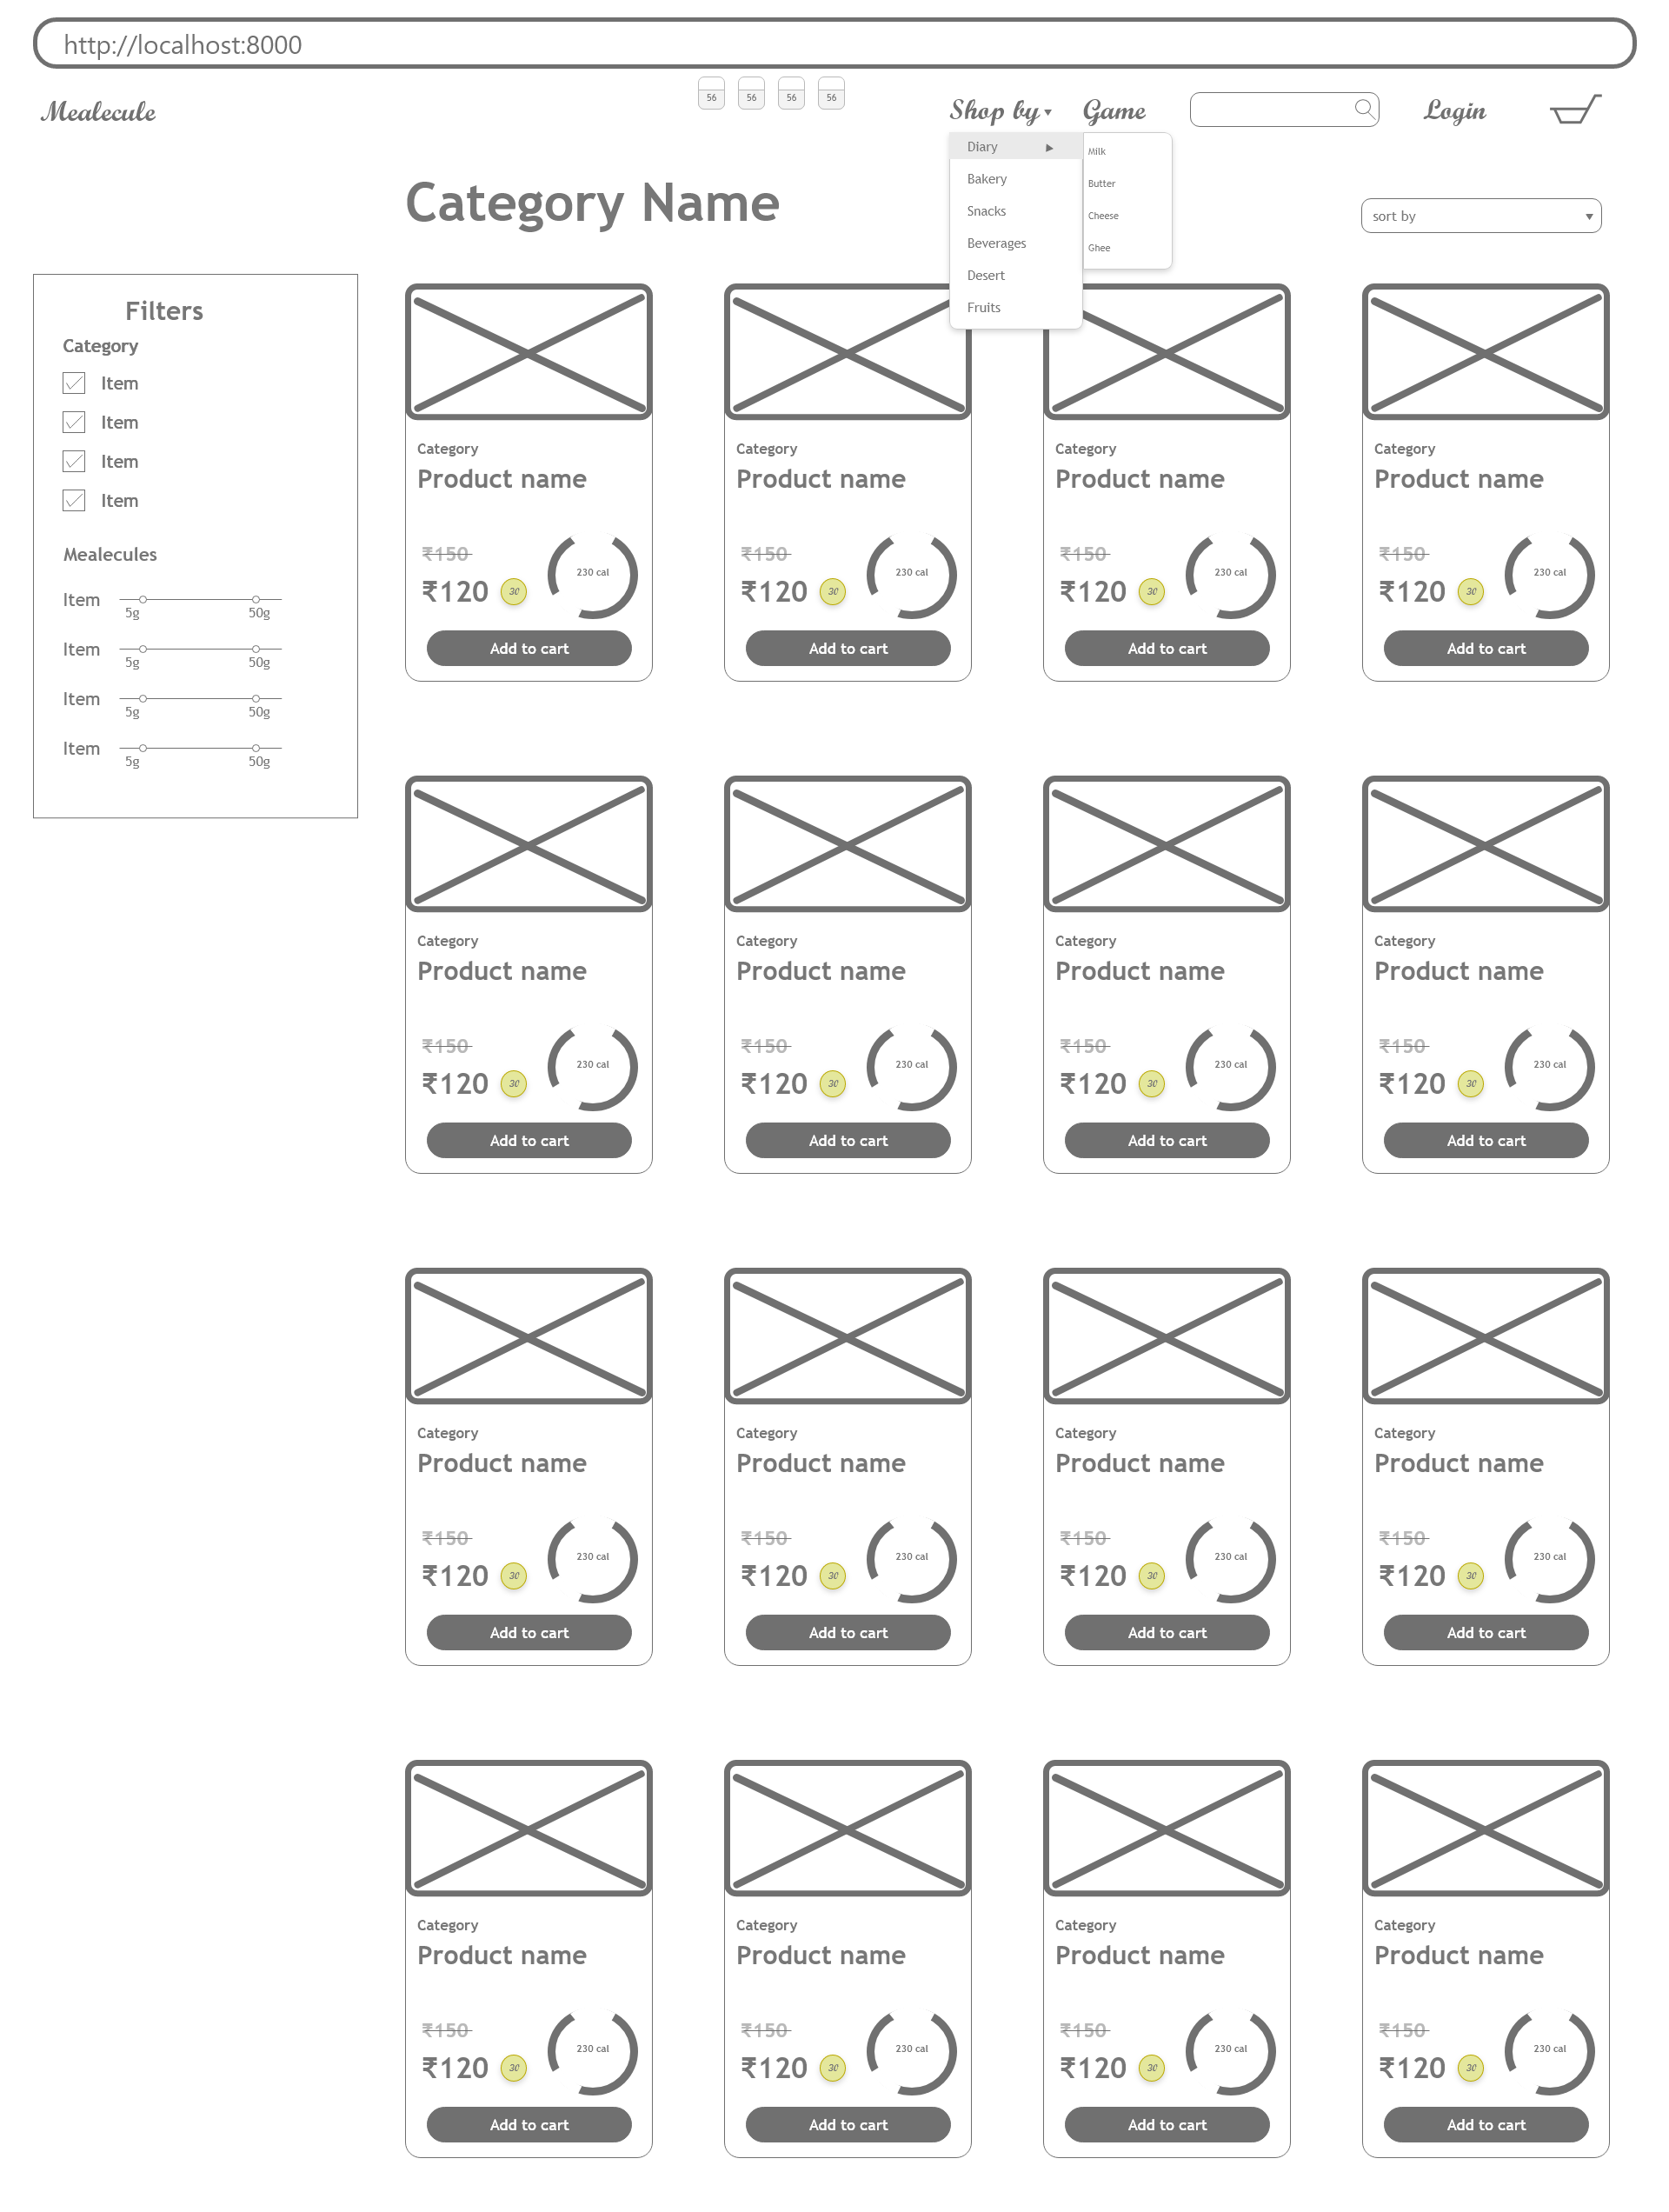 http://localhost:8000
Mealecule
56 56 56 56
Shop by Game Login
Diary
Bakery
Snacks
Beverages
Desert
Fruits
Milk
Butter
Cheese
Ghee
Category Name
sort by
Filters
Category
Item
Item
Item
Item
Mealecules
Item
5g 50g
Item
5g 50g
Item
5g 50g
Item
5g 50g
Category Category Category Category
Product name Product name Product name Product name
₹150 ₹150 ₹150 ₹150
230 cal 230 cal 230 cal 230 cal
₹120 30 ₹120 30 ₹120 30 ₹120 30
Add to cart Add to cart Add to cart Add to cart
Category Category Category Category
Product name Product name Product name Product name
₹150 ₹150 ₹150 ₹150
230 cal 230 cal 230 cal 230 cal
₹120 30 ₹120 30 ₹120 30 ₹120 30
Add to cart Add to cart Add to cart Add to cart
Category Category Category Category
Product name Product name Product name Product name
₹150 ₹150 ₹150 ₹150
230 cal 230 cal 230 cal 230 cal
₹120 30 ₹120 30 ₹120 30 ₹120 30
Add to cart Add to cart Add to cart Add to cart
Category Category Category Category
Product name Product name Product name Product name
₹150 ₹150 ₹150 ₹150
230 cal 230 cal 230 cal 230 cal
₹120 30 ₹120 30 ₹120 30 ₹120 30
Add to cart Add to cart Add to cart Add to cart